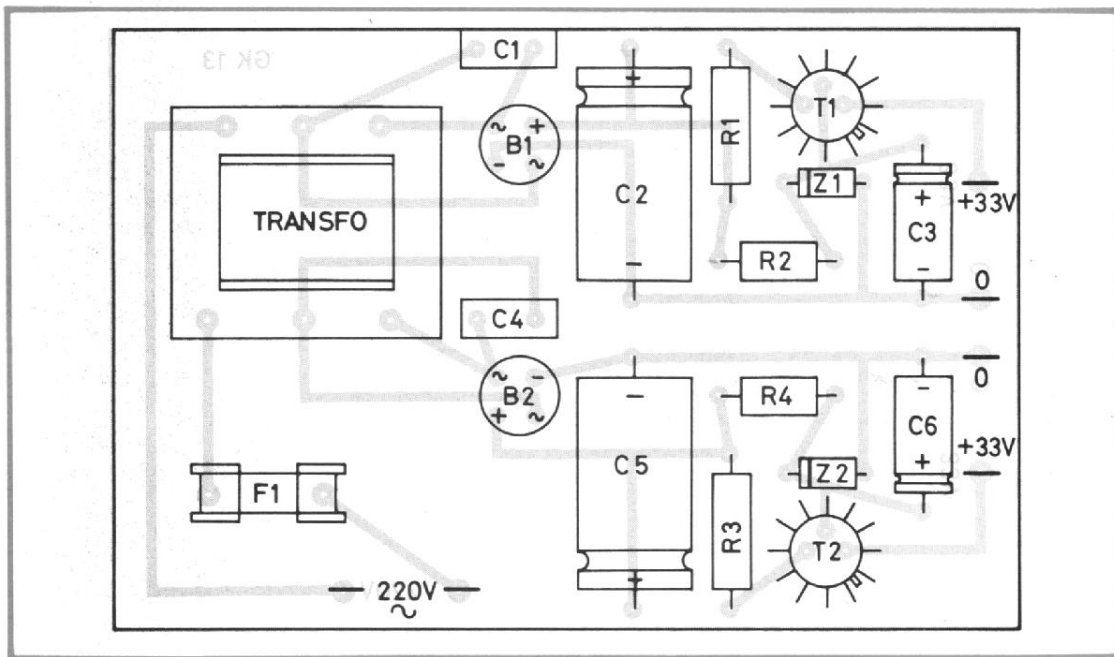 GK 13
C1
+
~ +
B1
- ~
R1
T1
C2
Z1
+
+33V
C3
TRANSFO
R2
-
-
0
C4
~ -
B2
+ ~
-
R4
-
0
C6
C5
+
+33V
F1
Z2
R3
T2
+
220V
~